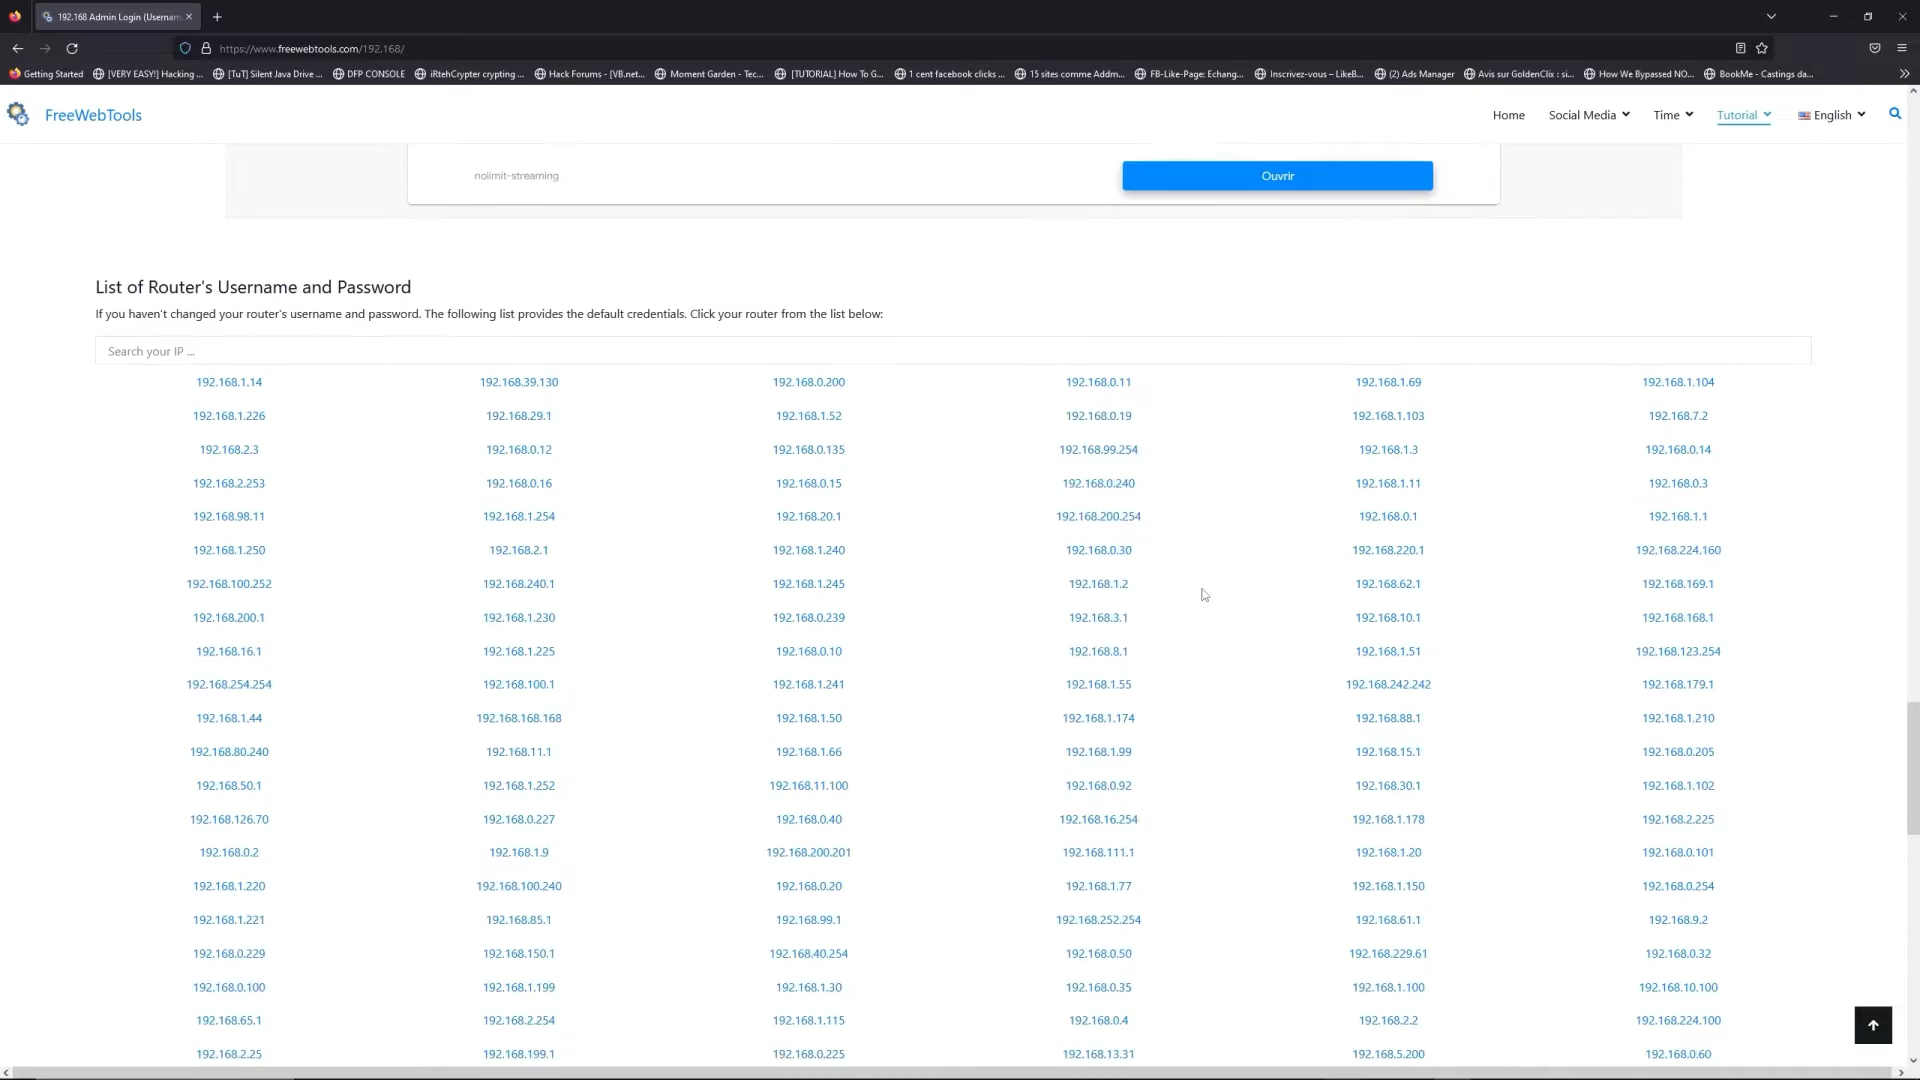 192.168 Admin Login (Usernam
https://www.freewebtools.com/192.168/
Getting Started [VERY EASY!] Hacking ... [TuT] Silent Java Drive ... DFP CONSOLE iRtehCrypter crypting ... Hack Forums - [VB.net... Moment Garden - Tec... [TUTORIAL] How To G... 1 cent facebook clicks ... 15 sites comme Addm... FB-Like-Page: Echang... Inscrivez-vous – LikeB... (2) Ads Manager Avis sur GoldenClix : si... How We Bypassed NO... BookMe - Castings da...
FreeWebTools Home Social Media Time Tutorial English
nolimit-streaming Ouvrir
List of Router's Username and Password
If you haven't changed your router's username and password. The following list provides the default credentials. Click your router from the list below:
Search your IP ...
192.168.1.14 192.168.39.130 192.168.0.200 192.168.0.11 192.168.1.69 192.168.1.104
192.168.1.226 192.168.29.1 192.168.1.52 192.168.0.19 192.168.1.103 192.168.7.2
192.168.2.3 192.168.0.12 192.168.0.135 192.168.99.254 192.168.1.3 192.168.0.14
192.168.2.253 192.168.0.16 192.168.0.15 192.168.0.240 192.168.1.11 192.168.0.3
192.168.98.11 192.168.1.254 192.168.20.1 192.168.200.254 192.168.0.1 192.168.1.1
192.168.1.250 192.168.2.1 192.168.1.240 192.168.0.30 192.168.220.1 192.168.224.160
192.168.100.252 192.168.240.1 192.168.1.245 192.168.1.2 192.168.62.1 192.168.169.1
192.168.200.1 192.168.1.230 192.168.0.239 192.168.3.1 192.168.10.1 192.168.168.1
192.168.16.1 192.168.1.225 192.168.0.10 192.168.8.1 192.168.1.51 192.168.123.254
192.168.254.254 192.168.100.1 192.168.1.241 192.168.1.55 192.168.242.242 192.168.179.1
192.168.1.44 192.168.168.168 192.168.1.50 192.168.1.174 192.168.88.1 192.168.1.210
192.168.80.240 192.168.11.1 192.168.1.66 192.168.1.99 192.168.15.1 192.168.0.205
192.168.50.1 192.168.1.252 192.168.11.100 192.168.0.92 192.168.30.1 192.168.1.102
192.168.126.70 192.168.0.227 192.168.0.40 192.168.16.254 192.168.1.178 192.168.2.225
192.168.0.2 192.168.1.9 192.168.200.201 192.168.111.1 192.168.1.20 192.168.0.101
192.168.1.220 192.168.100.240 192.168.0.20 192.168.1.77 192.168.1.150 192.168.0.254
192.168.1.221 192.168.85.1 192.168.99.1 192.168.252.254 192.168.61.1 192.168.9.2
192.168.0.229 192.168.150.1 192.168.40.254 192.168.0.50 192.168.229.61 192.168.0.32
192.168.0.100 192.168.1.199 192.168.1.30 192.168.0.35 192.168.1.100 192.168.10.100
192.168.65.1 192.168.2.254 192.168.1.115 192.168.0.4 192.168.2.2 192.168.224.100
192.168.2.25 192.168.199.1 192.168.0.225 192.168.13.31 192.168.5.200 192.168.0.60